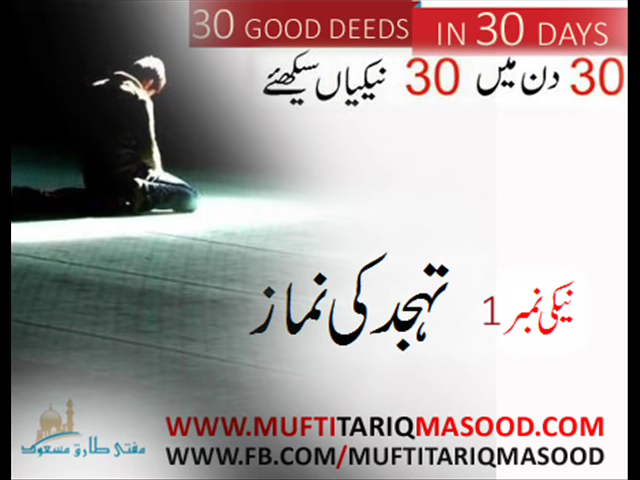 30 GOOD DEEDS IN 30 DAYS
30 دن میں 30 نیکیاں سیکھئے
نیکی نمبر 1 تہجد کی نماز
WWW.MUFTITARIQMASOOD.COM
مفتی طارق مسعود
WWW.FB.COM/MUFTITARIQMASOOD